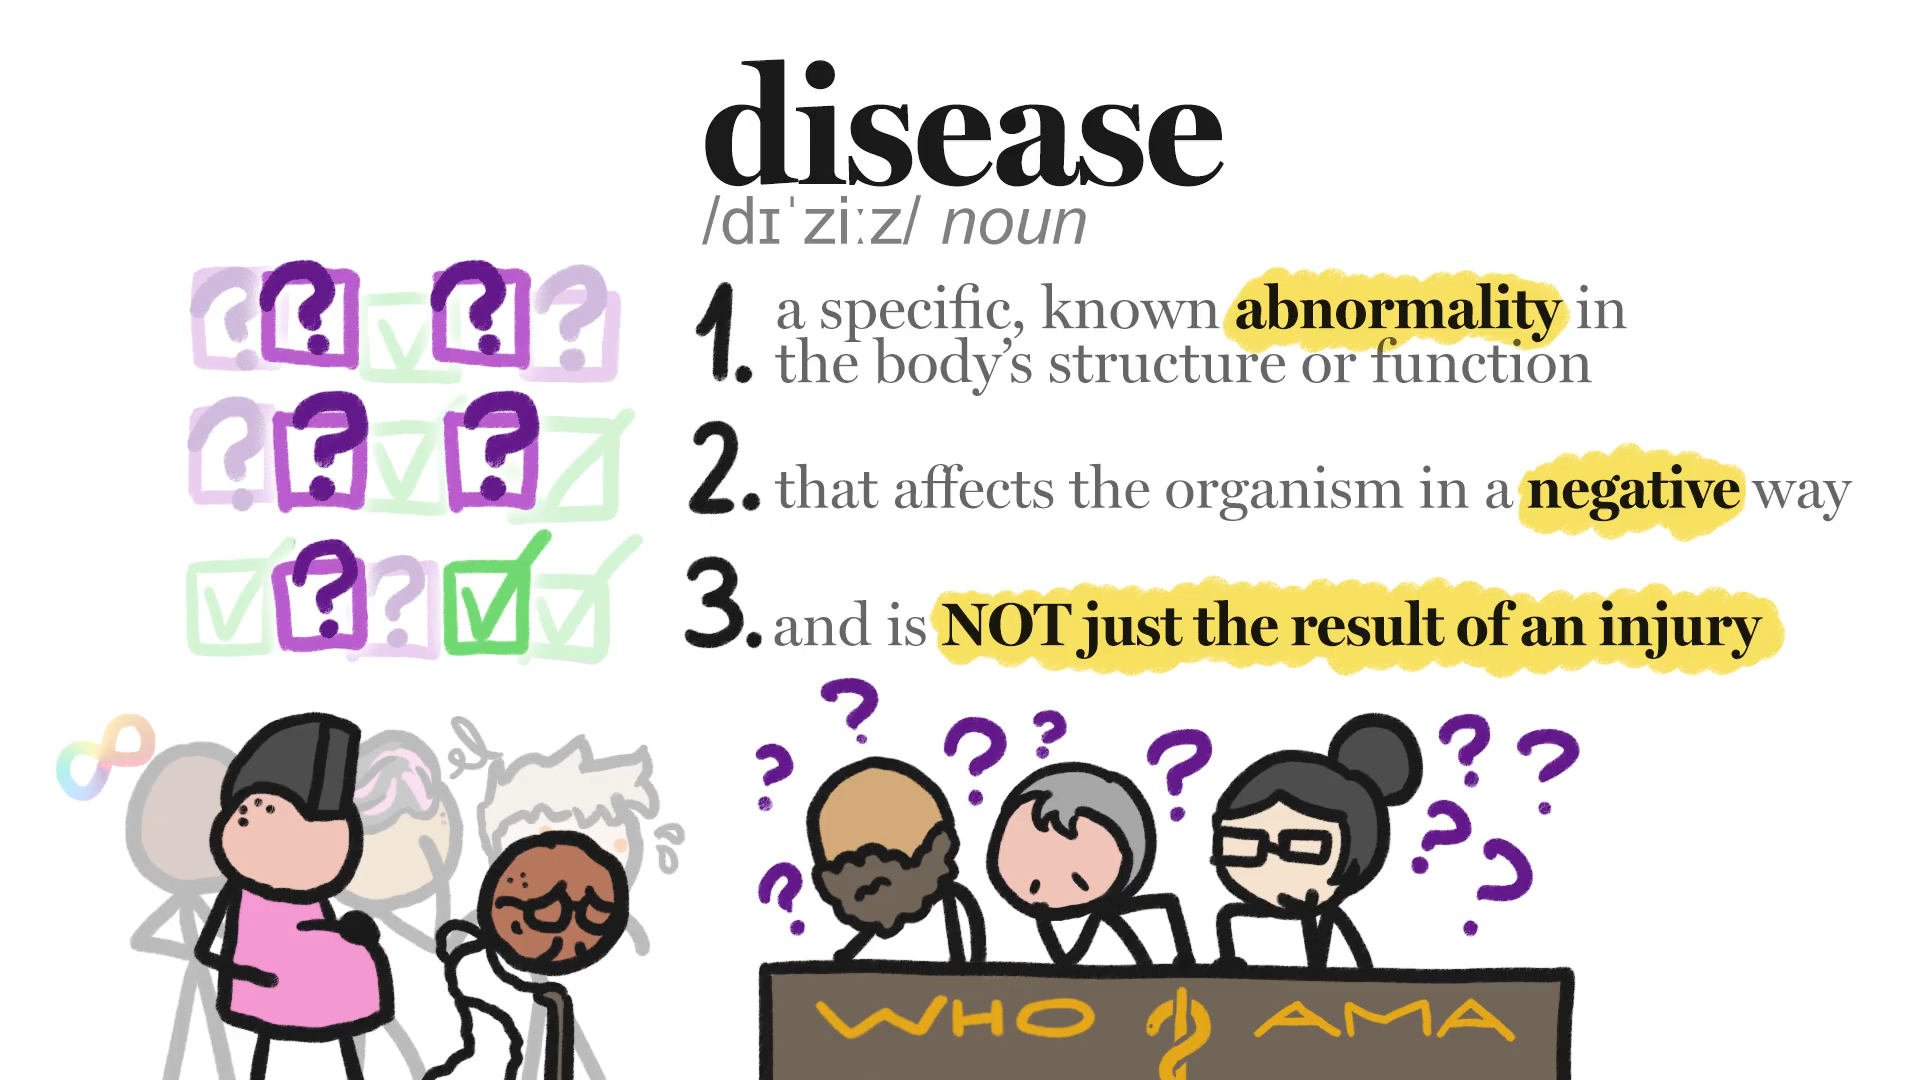 disease
/dɪˈziːz/ noun
1. a specific, known abnormality in
the body’s structure or function
2. that affects the organism in a negative way
3. and is NOT just the result of an injury
? ? ? ?
? ? ?
? ?
? ? ? ? ? ? ? ? ? ?
WHO AMA